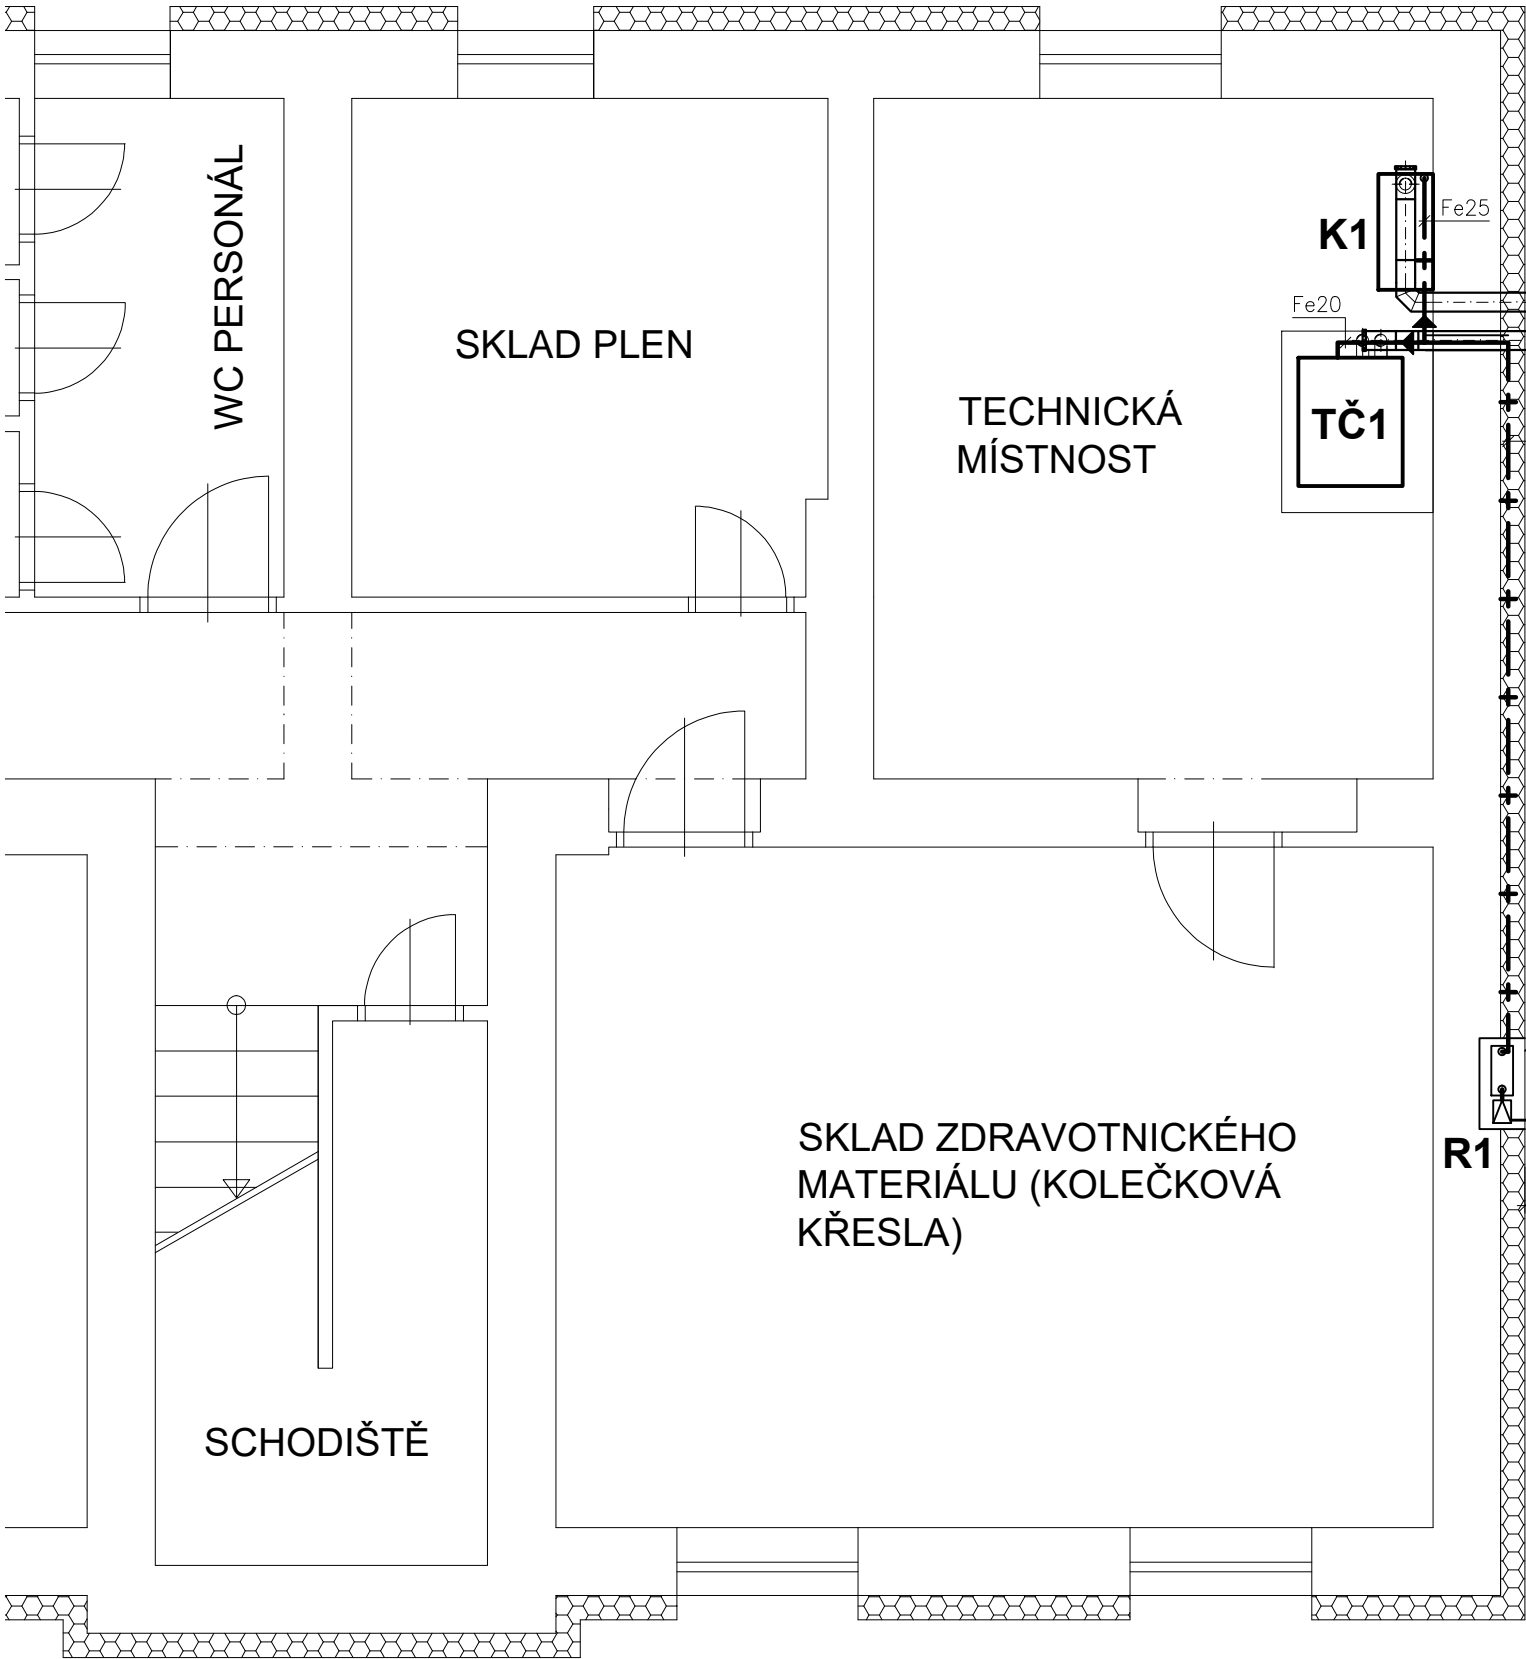 WC PERSONÁL
SKLAD PLEN
TECHNICKÁ
MÍSTNOST
K1
Fe25
Fe20
TČ1
R1
SKLAD ZDRAVOTNICKÉHO
MATERIÁLU (KOLEČKOVÁ
KŘESLA)
SCHODIŠTĚ